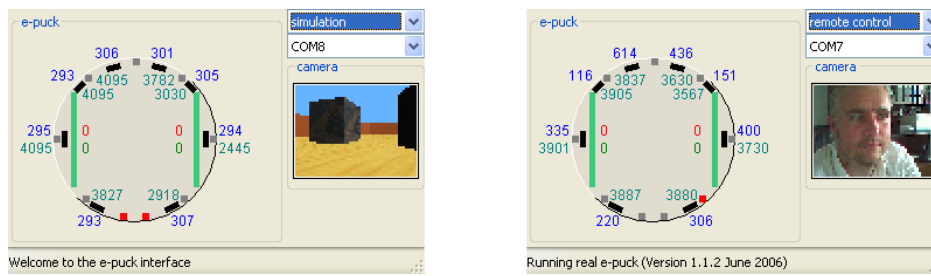 e-puck
simulation
COM8
camera
306 301
293 4095 3782 305
4095 3030
295 0 0 294
4095 0 0 2445
3827 2918
293 307
Welcome to the e-puck interface
e-puck
remote control
COM7
camera
614 436
116 3837 3630 151
3905 3567
335 0 0 400
3901 0 0 3730
3887 3880
220 306
Running real e-puck (Version 1.1.2 June 2006)